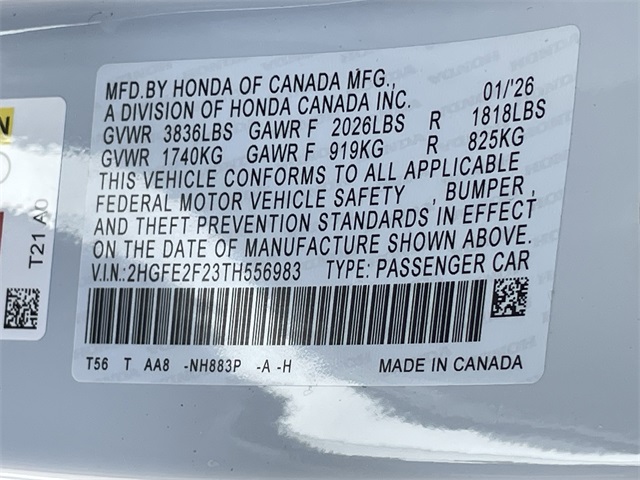 MFD.BY HONDA OF CANADA MFG., 01/'26
A DIVISION OF HONDA CANADA INC.
GVWR 3836LBS GAWR F 2026LBS R 1818LBS
GVWR 1740KG GAWR F 919KG R 825KG
THIS VEHICLE CONFORMS TO ALL APPLICABLE
FEDERAL MOTOR VEHICLE SAFETY , BUMPER ,
AND THEFT PREVENTION STANDARDS IN EFFECT
ON THE DATE OF MANUFACTURE SHOWN ABOVE.
V.I.N.:2HGFE2F23TH556983 TYPE: PASSENGER CAR
T56 T AA8 -NH883P -A -H MADE IN CANADA
N
T21 A0